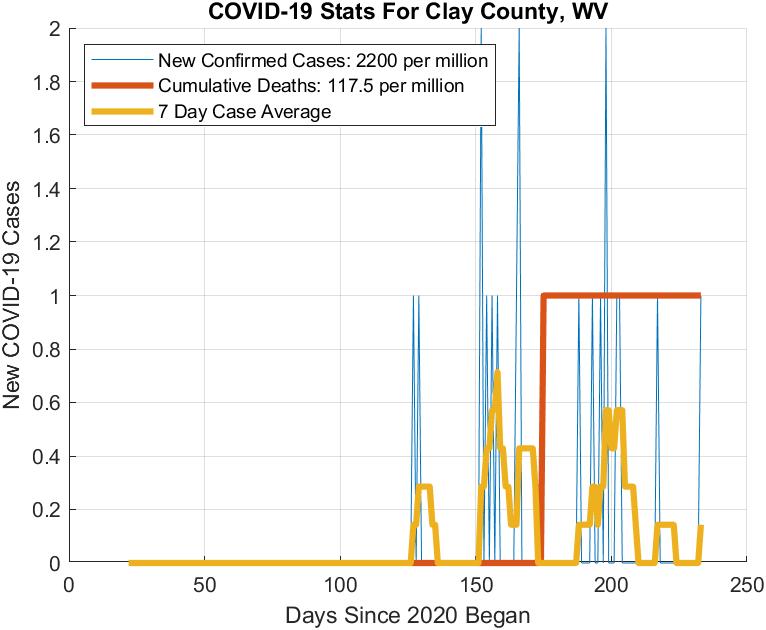 COVID-19 Stats For Clay County, WV
New Confirmed Cases: 2200 per million
Cumulative Deaths: 117.5 per million
7 Day Case Average
New COVID-19 Cases
2
1.8
1.6
1.4
1.2
1
0.8
0.6
0.4
0.2
0
0 50 100 150 200 250
Days Since 2020 Began